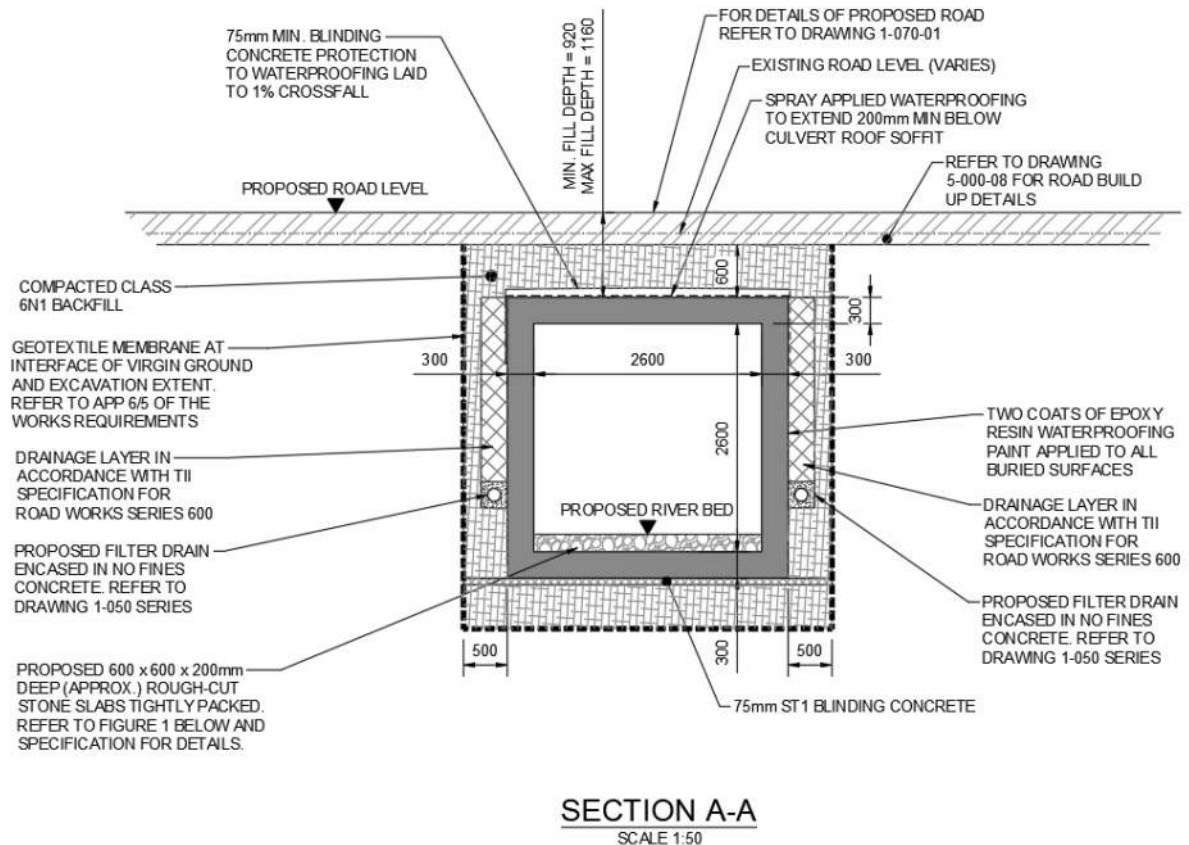 75mm MIN. BLINDING
CONCRETE PROTECTION
TO WATERPROOFING LAID
TO 1% CROSSFALL
MIN. FILL DEPTH = 920
MAX FILL DEPTH = 1160
FOR DETAILS OF PROPOSED ROAD
REFER TO DRAWING 1-070-01
EXISTING ROAD LEVEL (VARIES)
SPRAY APPLIED WATERPROOFING
TO EXTEND 200mm MIN BELOW
CULVERT ROOF SOFFIT
REFER TO DRAWING
5-000-08 FOR ROAD BUILD
UP DETAILS
PROPOSED ROAD LEVEL
COMPACTED CLASS
6N1 BACKFILL
600
300
GEOTEXTILE MEMBRANE AT
INTERFACE OF VIRGIN GROUND
AND EXCAVATION EXTENT.
REFER TO APP 6/5 OF THE
WORKS REQUIREMENTS
300
2600
300
2600
TWO COATS OF EPOXY
RESIN WATERPROOFING
PAINT APPLIED TO ALL
BURIED SURFACES
DRAINAGE LAYER IN
ACCORDANCE WITH TII
SPECIFICATION FOR
ROAD WORKS SERIES 600
PROPOSED RIVER BED
DRAINAGE LAYER IN
ACCORDANCE WITH TII
SPECIFICATION FOR
ROAD WORKS SERIES 600
PROPOSED FILTER DRAIN
ENCASED IN NO FINES
CONCRETE. REFER TO
DRAWING 1-050 SERIES
PROPOSED FILTER DRAIN
ENCASED IN NO FINES
CONCRETE. REFER TO
DRAWING 1-050 SERIES
500
300
500
PROPOSED 600 x 600 x 200mm
DEEP (APPROX.) ROUGH-CUT
STONE SLABS TIGHTLY PACKED.
REFER TO FIGURE 1 BELOW AND
SPECIFICATION FOR DETAILS.
75mm ST1 BLINDING CONCRETE
SECTION A-A
SCALE 1:50